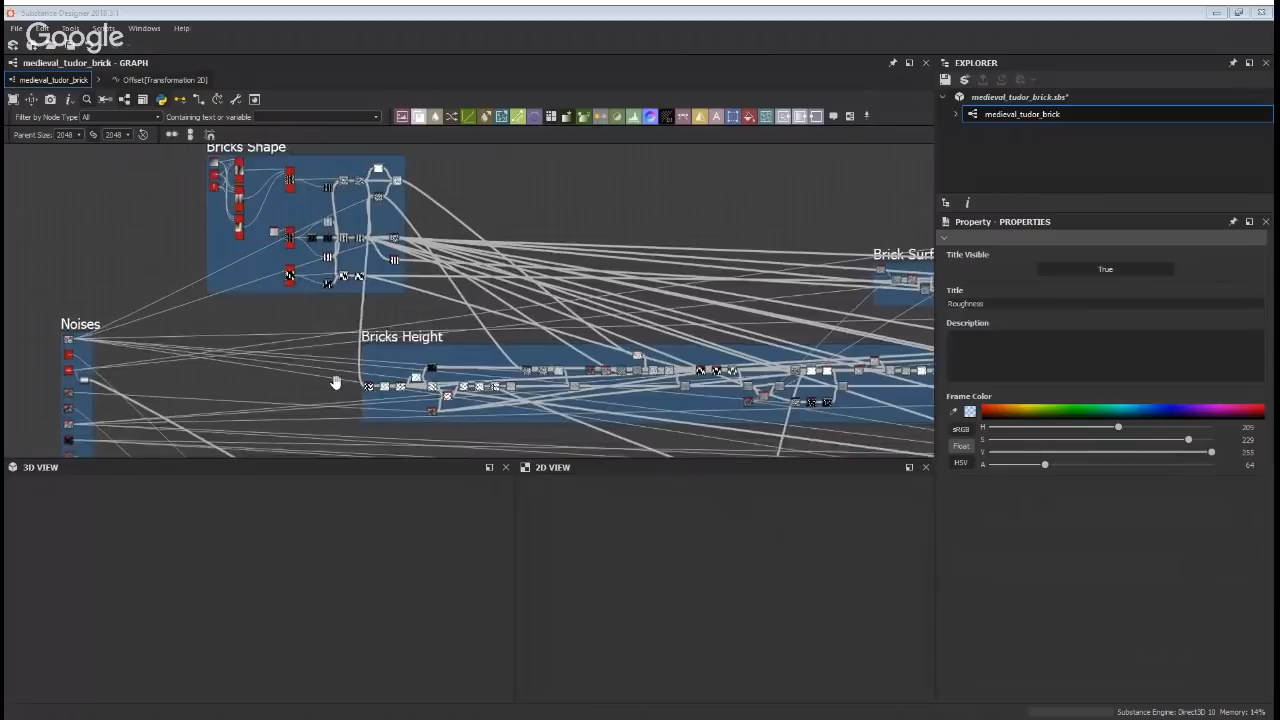 Substance Designer 2018.3.1
File Edit Tools Scripts Windows Help
Google
medieval_tudor_brick - GRAPH
medieval_tudor_brick > Offset[Transformation 2D]
Filter by Node Type All Containing text or variable
Parent Size: 2048 2048
Bricks Shape
Noises
Bricks Height
Brick Surf
3D VIEW
2D VIEW
EXPLORER
medieval_tudor_brick.sbs*
medieval_tudor_brick
Property - PROPERTIES
Title Visible
True
Title
Roughness
Description
Frame Color
sRGB
Float
HSV
H 209
S 229
V 255
A 64
Substance Engine: Direct3D 10 Memory: 14%